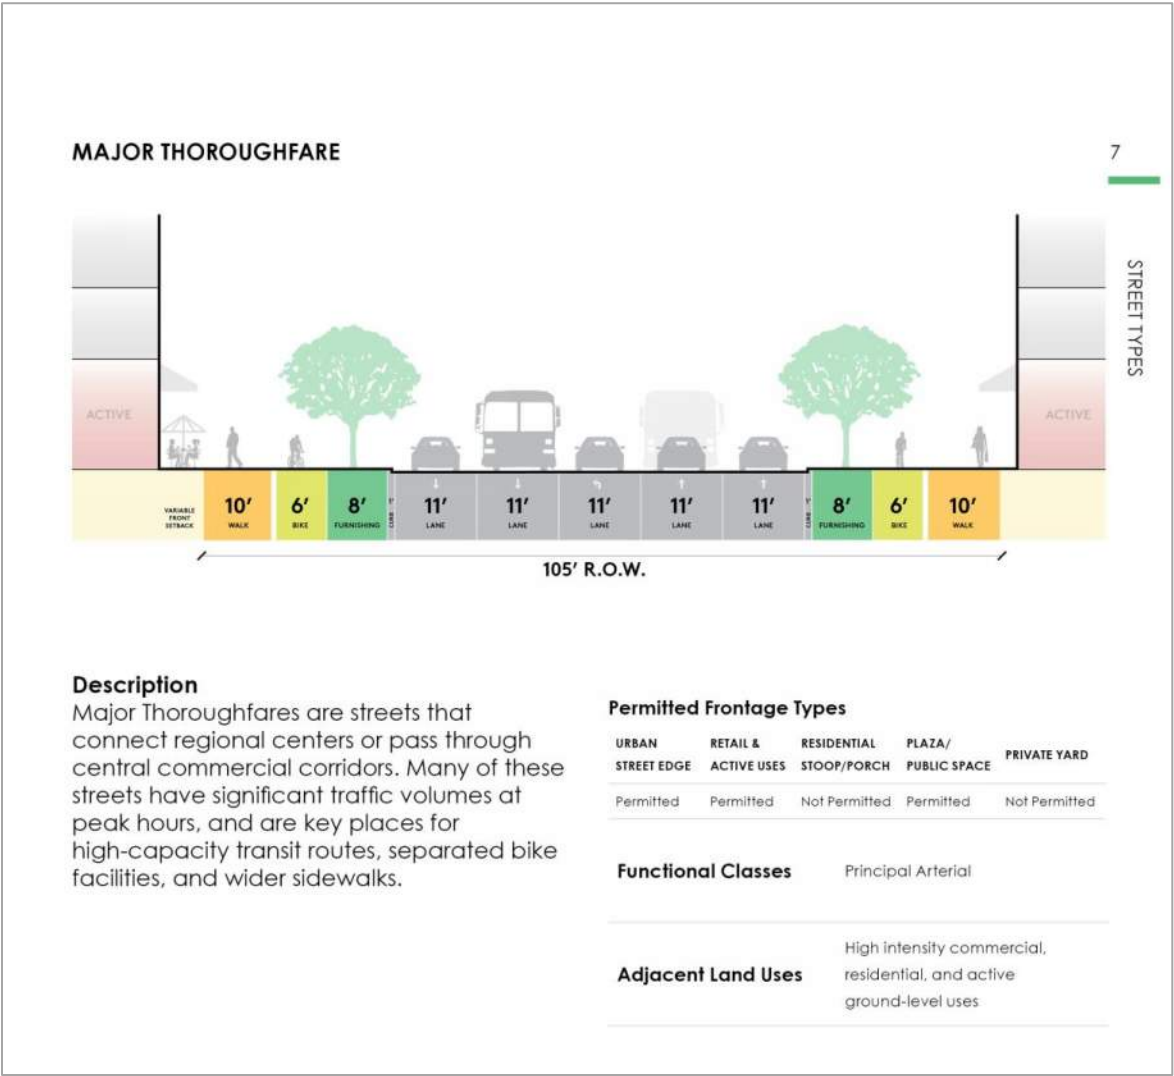 MAJOR THOROUGHFARE
7
STREET TYPES
ACTIVE
ACTIVE
VARIABLE
FRONT
SETBACK
10′ 6′ 8′ 1′ 11′ 11′ 11′ 11′ 11′ 1′ 8′ 6′ 10′
WALK BIKE FURNISHING CURB LANE LANE LANE LANE LANE CURB FURNISHING BIKE WALK
105′ R.O.W.
Description
Major Thoroughfares are streets that
connect regional centers or pass through
central commercial corridors. Many of these
streets have significant traffic volumes at
peak hours, and are key places for
high-capacity transit routes, separated bike
facilities, and wider sidewalks.
Permitted Frontage Types
URBAN STREET EDGE
RETAIL & ACTIVE USES
RESIDENTIAL STOOP/PORCH
PLAZA/ PUBLIC SPACE
PRIVATE YARD
Permitted Permitted Not Permitted Permitted Not Permitted
Functional Classes Principal Arterial
Adjacent Land Uses
High intensity commercial,
residential, and active
ground-level uses